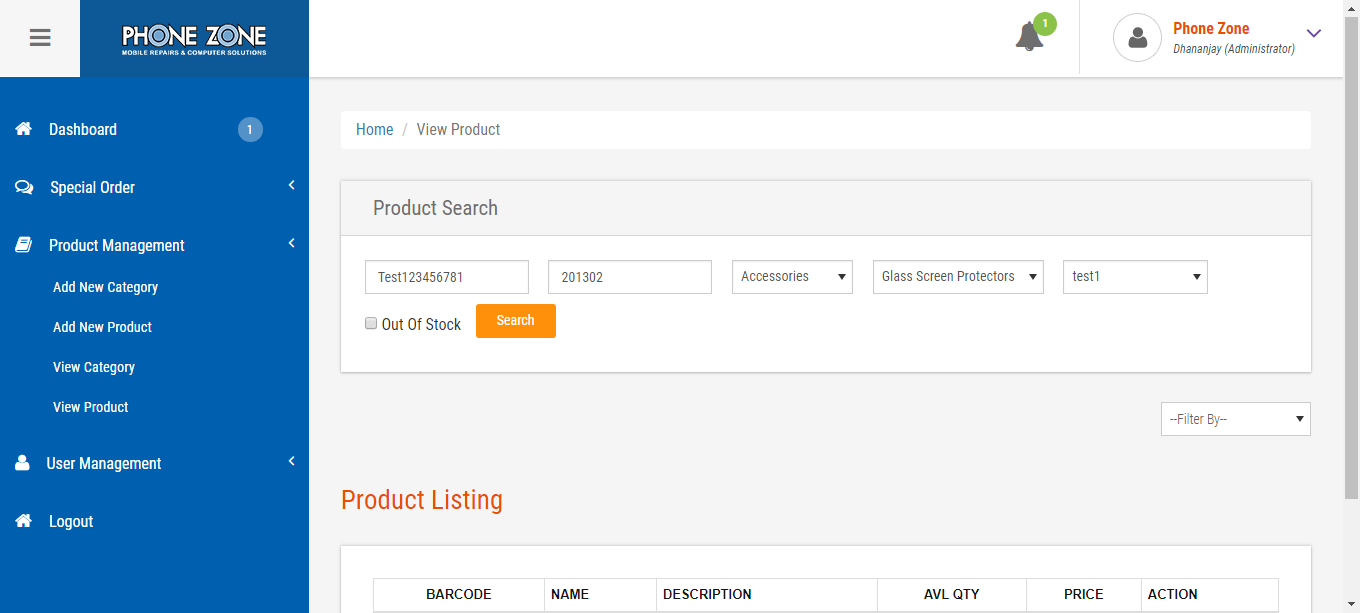 PHONE ZONE
MOBILE REPAIRS & COMPUTER SOLUTIONS
1
Phone Zone
Dhananjay (Administrator)
Dashboard 1
Special Order
Product Management
Add New Category
Add New Product
View Category
View Product
User Management
Logout
Home / View Product
Product Search
Test123456781 201302 Accessories Glass Screen Protectors test1
Out Of Stock Search
--Filter By--
Product Listing
BARCODE NAME DESCRIPTION AVL QTY PRICE ACTION